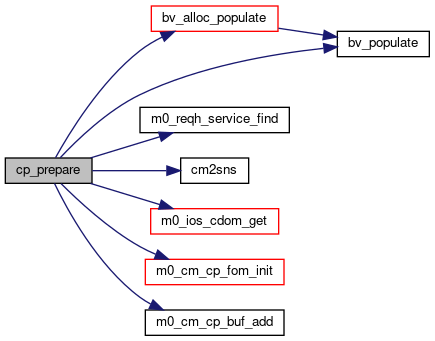 bv_alloc_populate
bv_populate
m0_reqh_service_find
cp_prepare
cm2sns
m0_ios_cdom_get
m0_cm_cp_fom_init
m0_cm_cp_buf_add